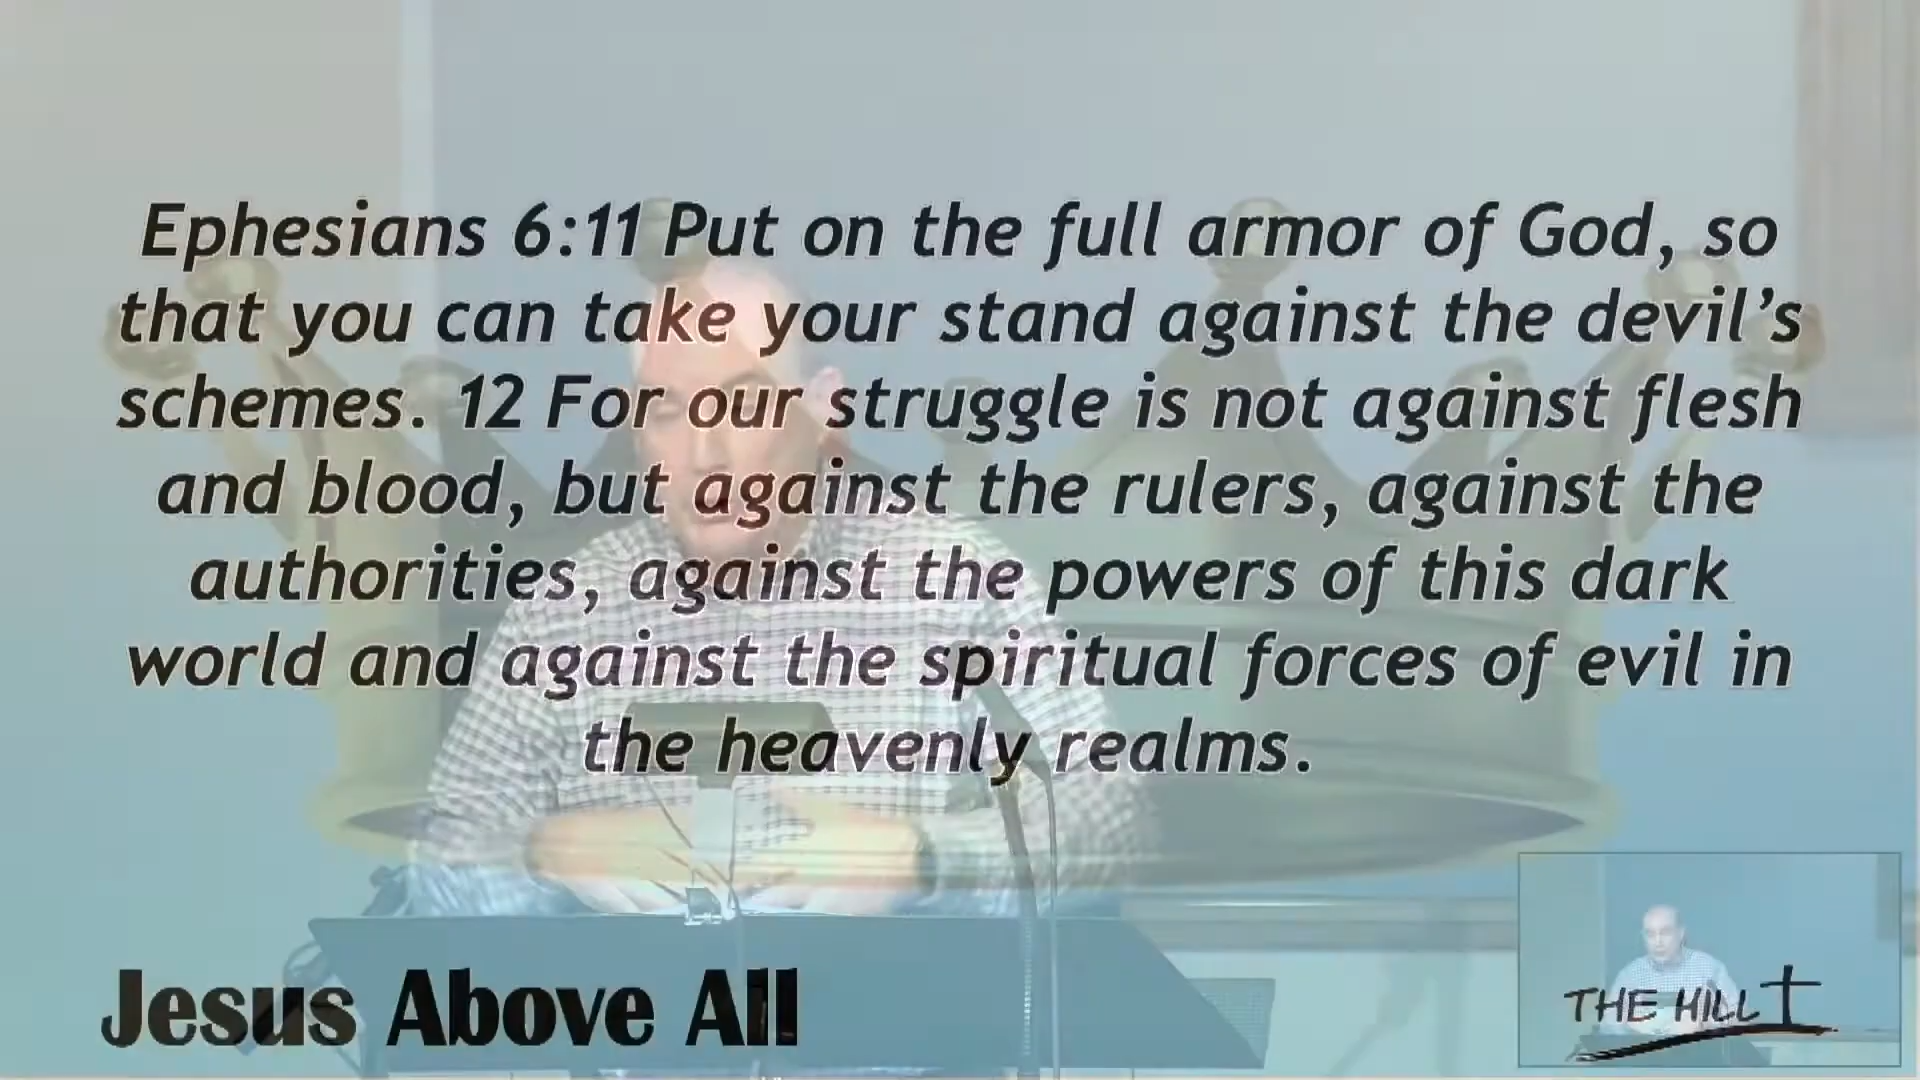 Ephesians 6:11 Put on the full armor of God, so
that you can take your stand against the devil’s
schemes. 12 For our struggle is not against flesh
and blood, but against the rulers, against the
authorities, against the powers of this dark
world and against the spiritual forces of evil in
the heavenly realms.
Jesus Above All
THE HILL